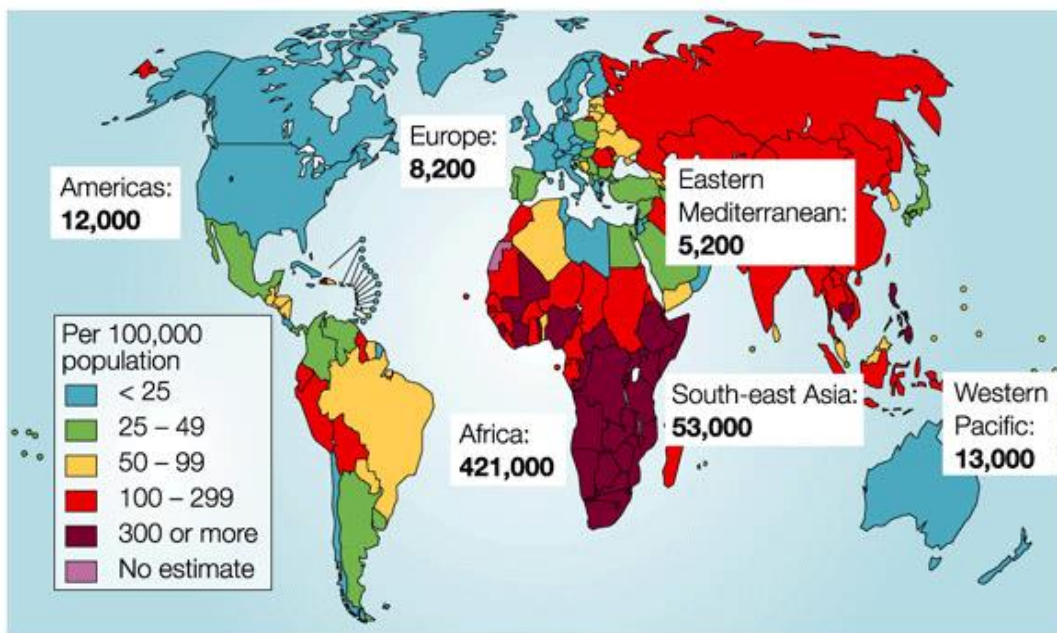 Americas:
12,000
Europe:
8,200
Eastern
Mediterranean:
5,200
Africa:
421,000
South-east Asia:
53,000
Western
Pacific:
13,000
Per 100,000
population
< 25
25 – 49
50 – 99
100 – 299
300 or more
No estimate